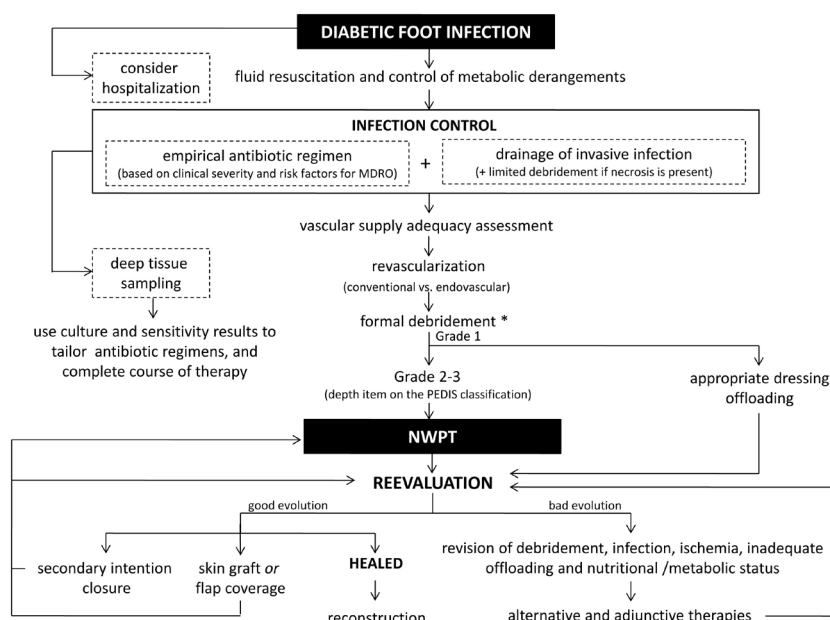 DIABETIC FOOT INFECTION
consider
hospitalization
fluid resuscitation and control of metabolic derangements
INFECTION CONTROL
empirical antibiotic regimen
(based on clinical severity and risk factors for MDRO)
+
drainage of invasive infection
(+ limited debridement if necrosis is present)
vascular supply adequacy assessment
deep tissue
sampling
revascularization
(conventional vs. endovascular)
use culture and sensitivity results to
tailor antibiotic regimens, and
complete course of therapy
formal debridement *
Grade 1
Grade 2-3
(depth item on the PEDIS classification)
appropriate dressing
offloading
NWPT
REEVALUATION
good evolution
bad evolution
secondary intention
closure
skin graft or
flap coverage
HEALED
reconstruction
revision of debridement, infection, ischemia, inadequate
offloading and nutritional /metabolic status
alternative and adjunctive therapies